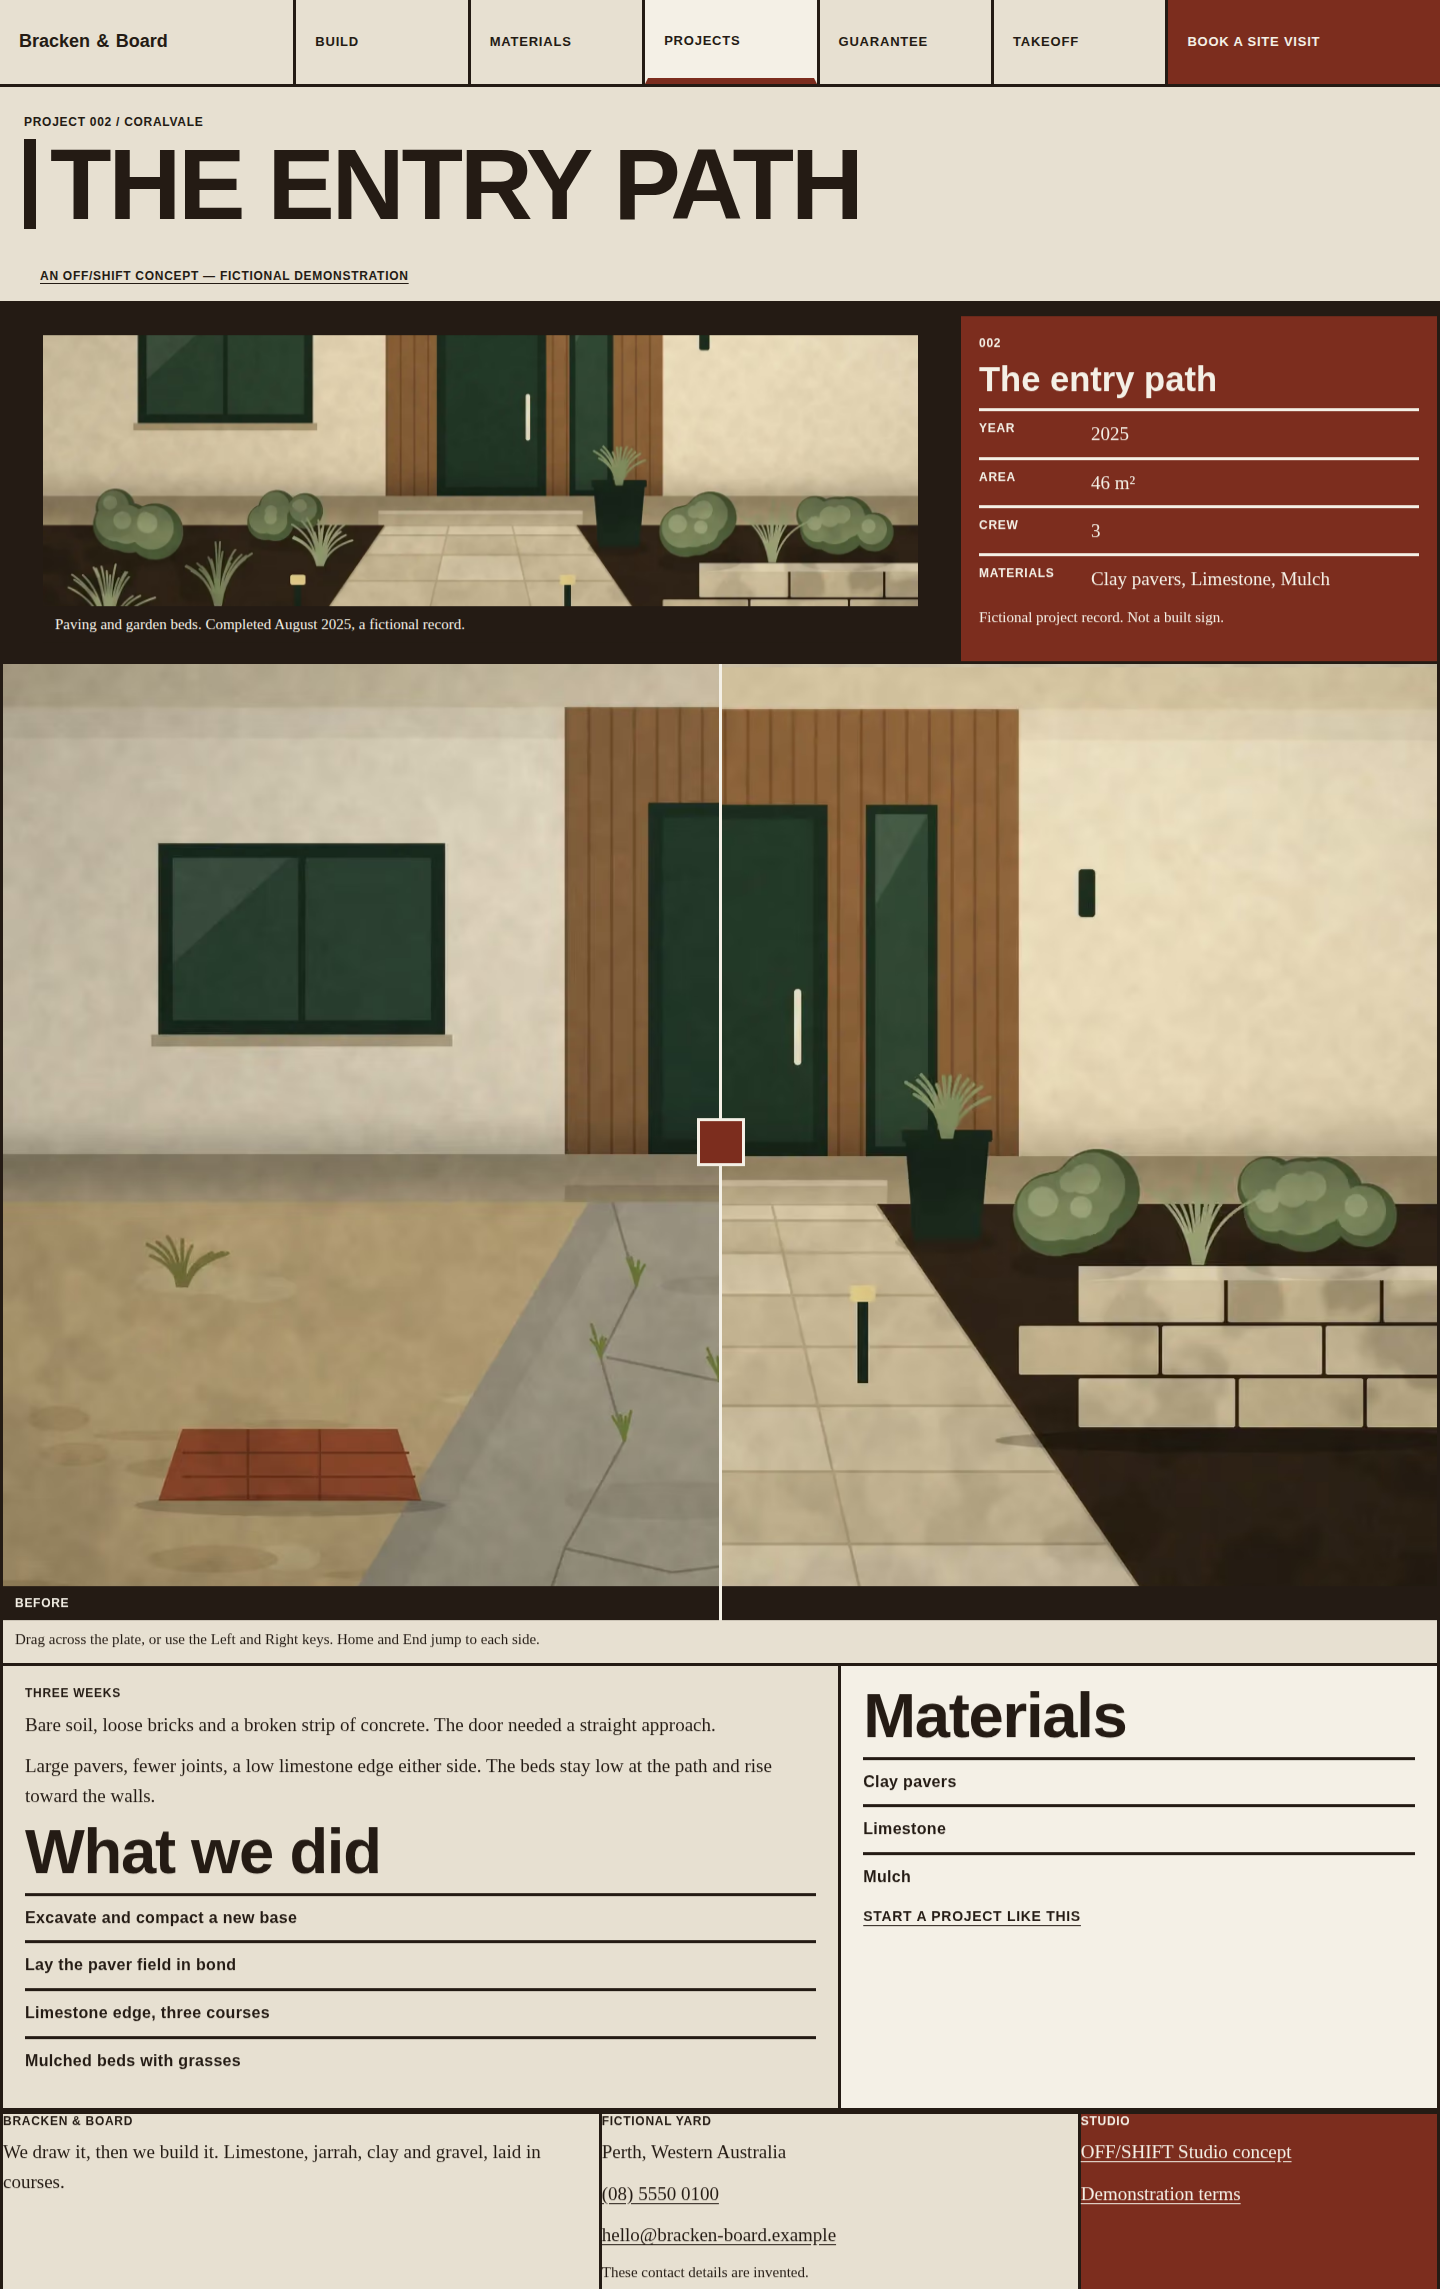 Bracken & Board
BUILD
MATERIALS
PROJECTS
GUARANTEE
TAKEOFF
BOOK A SITE VISIT
PROJECT 002 / CORALVALE
THE ENTRY PATH
AN OFF/SHIFT CONCEPT — FICTIONAL DEMONSTRATION
Paving and garden beds. Completed August 2025, a fictional record.
002
The entry path
YEAR 2025
AREA 46 m²
CREW 3
MATERIALS Clay pavers, Limestone, Mulch
Fictional project record. Not a built sign.
BEFORE
Drag across the plate, or use the Left and Right keys. Home and End jump to each side.
THREE WEEKS
Bare soil, loose bricks and a broken strip of concrete. The door needed a straight approach.
Large pavers, fewer joints, a low limestone edge either side. The beds stay low at the path and rise
toward the walls.
What we did
Excavate and compact a new base
Lay the paver field in bond
Limestone edge, three courses
Mulched beds with grasses
Materials
Clay pavers
Limestone
Mulch
START A PROJECT LIKE THIS
BRACKEN & BOARD
We draw it, then we build it. Limestone, jarrah, clay and gravel, laid in
courses.
FICTIONAL YARD
Perth, Western Australia
(08) 5550 0100
hello@bracken-board.example
These contact details are invented.
STUDIO
OFF/SHIFT Studio concept
Demonstration terms